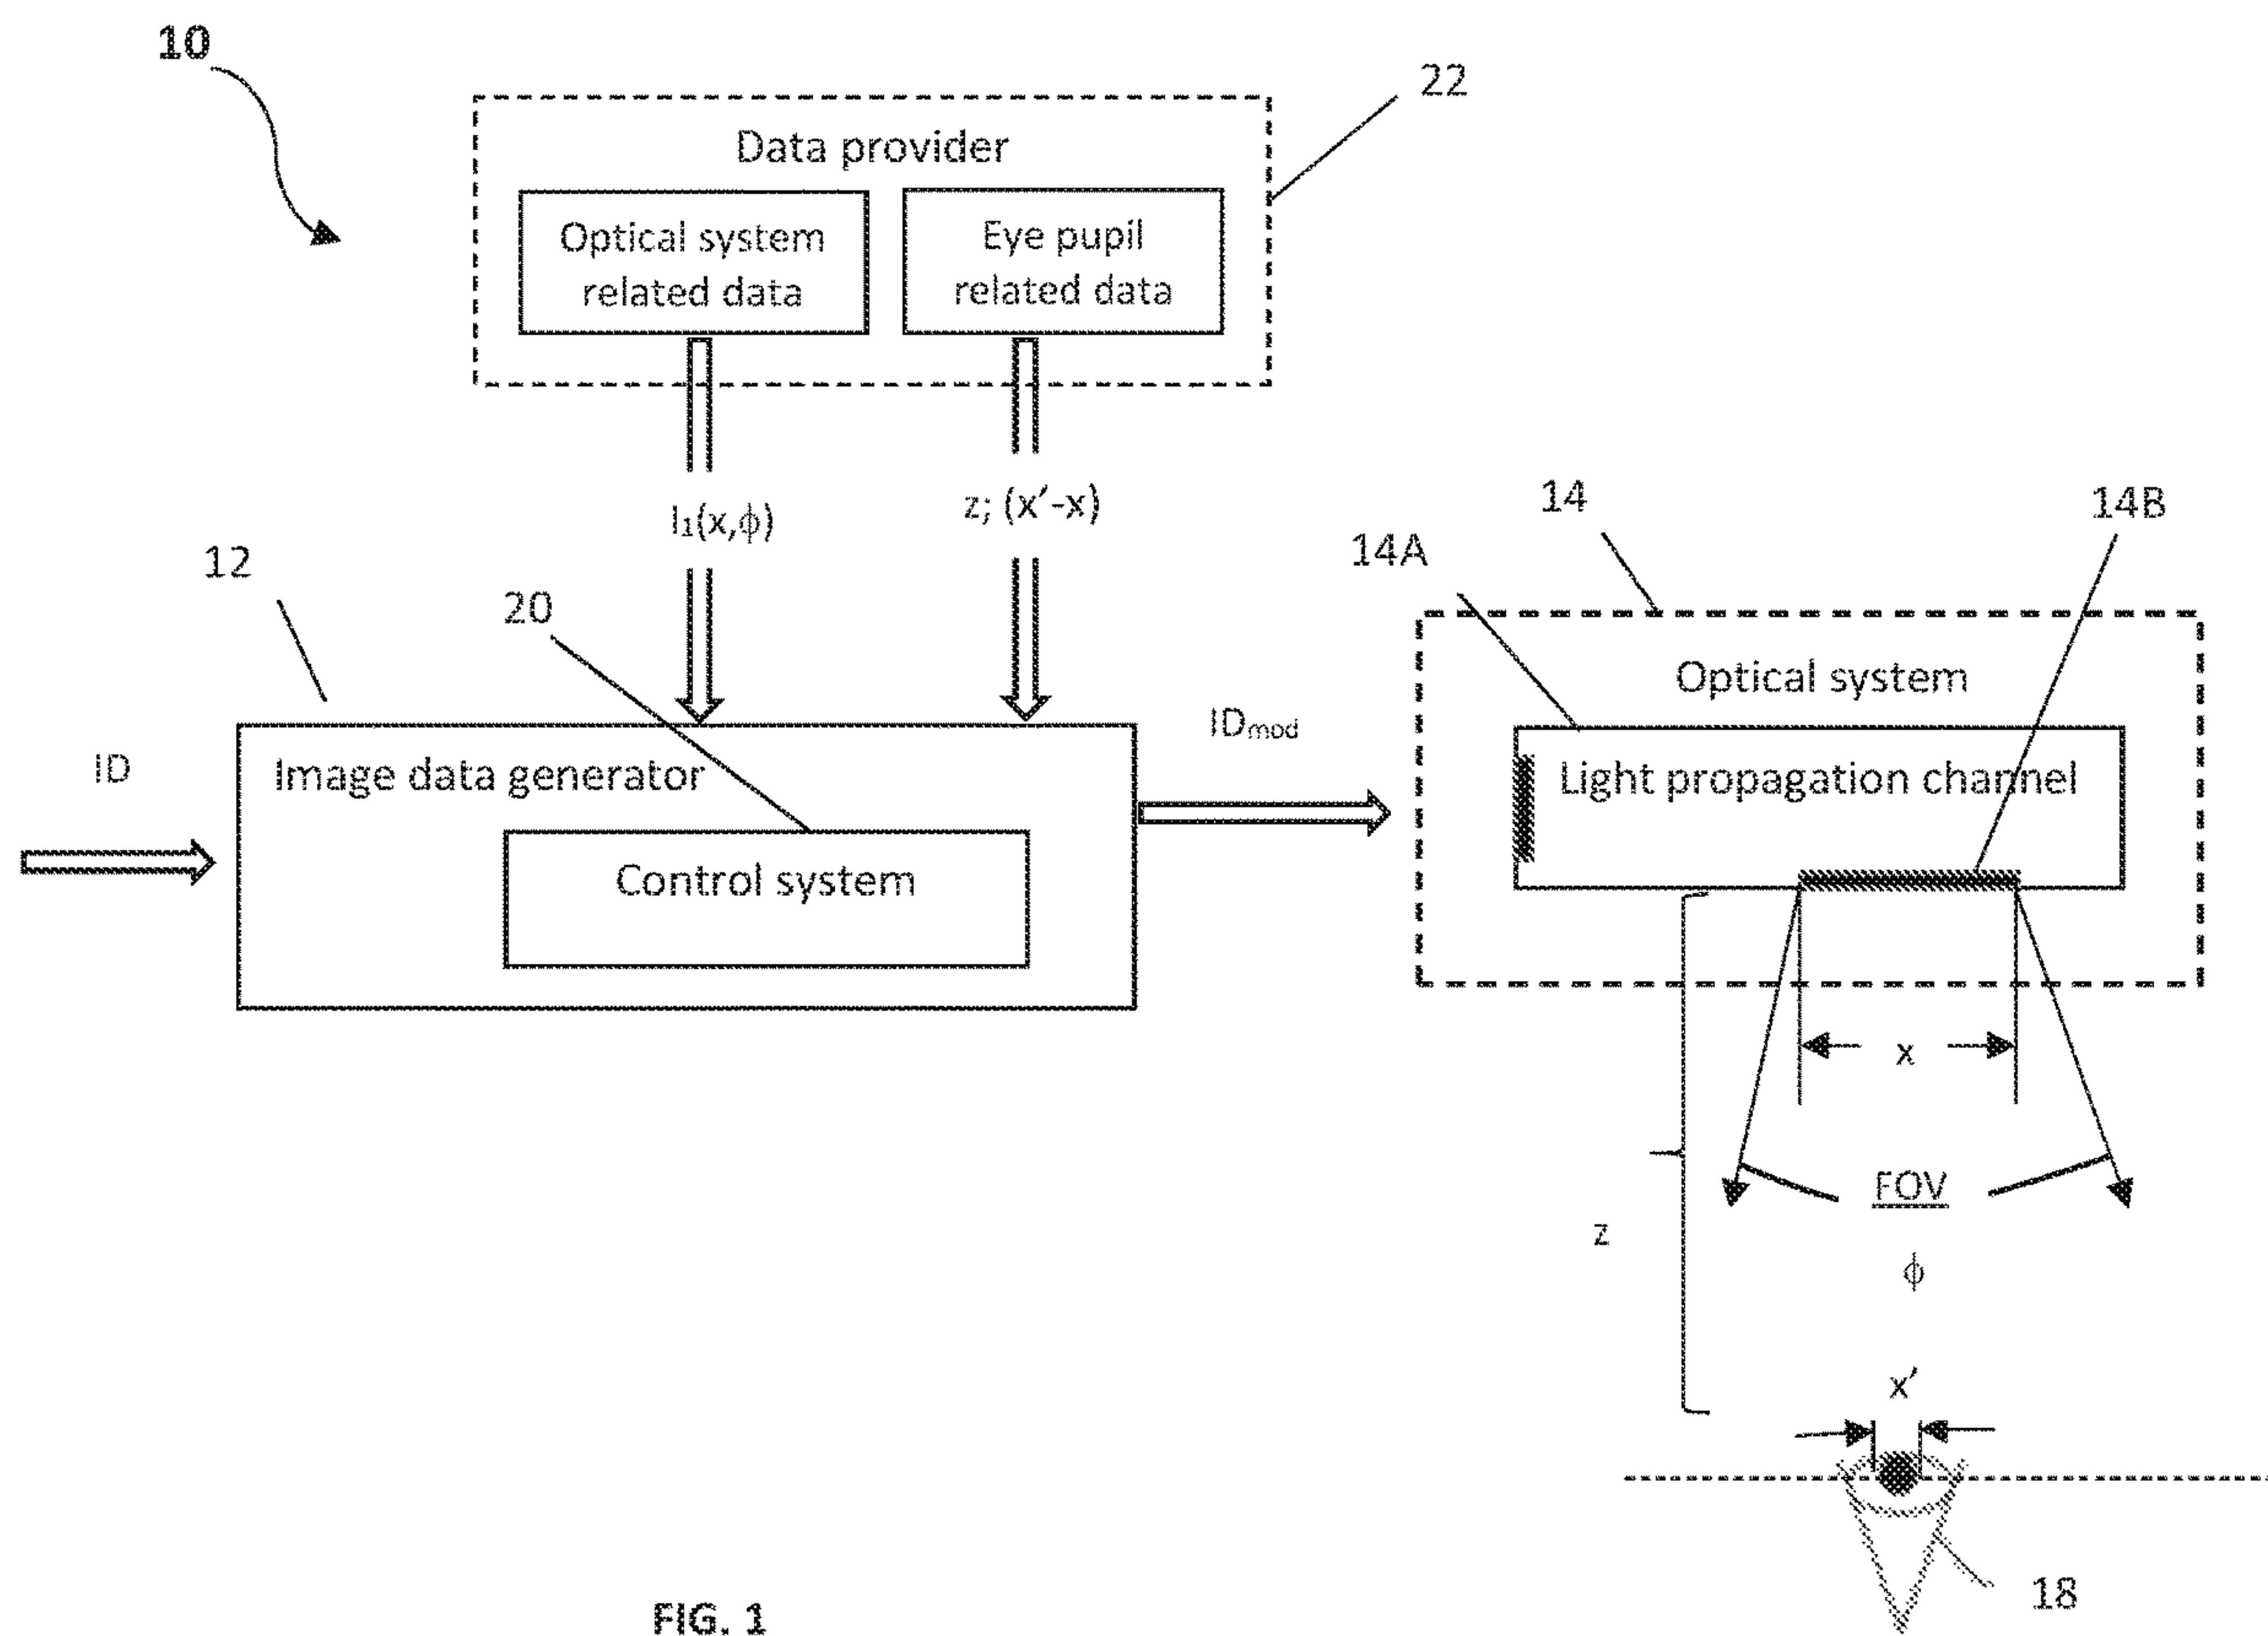 10
22
Data provider
Optical system
related data
Eye pupil
related data
I₁(x,ϕ)
z; (x′-x)
14
14B
14A
12
20
Optical system
ID
Image data generator
IDmod
Light propagation channel
Control system
x
FOV
z
ϕ
x′
18
FIG. 1